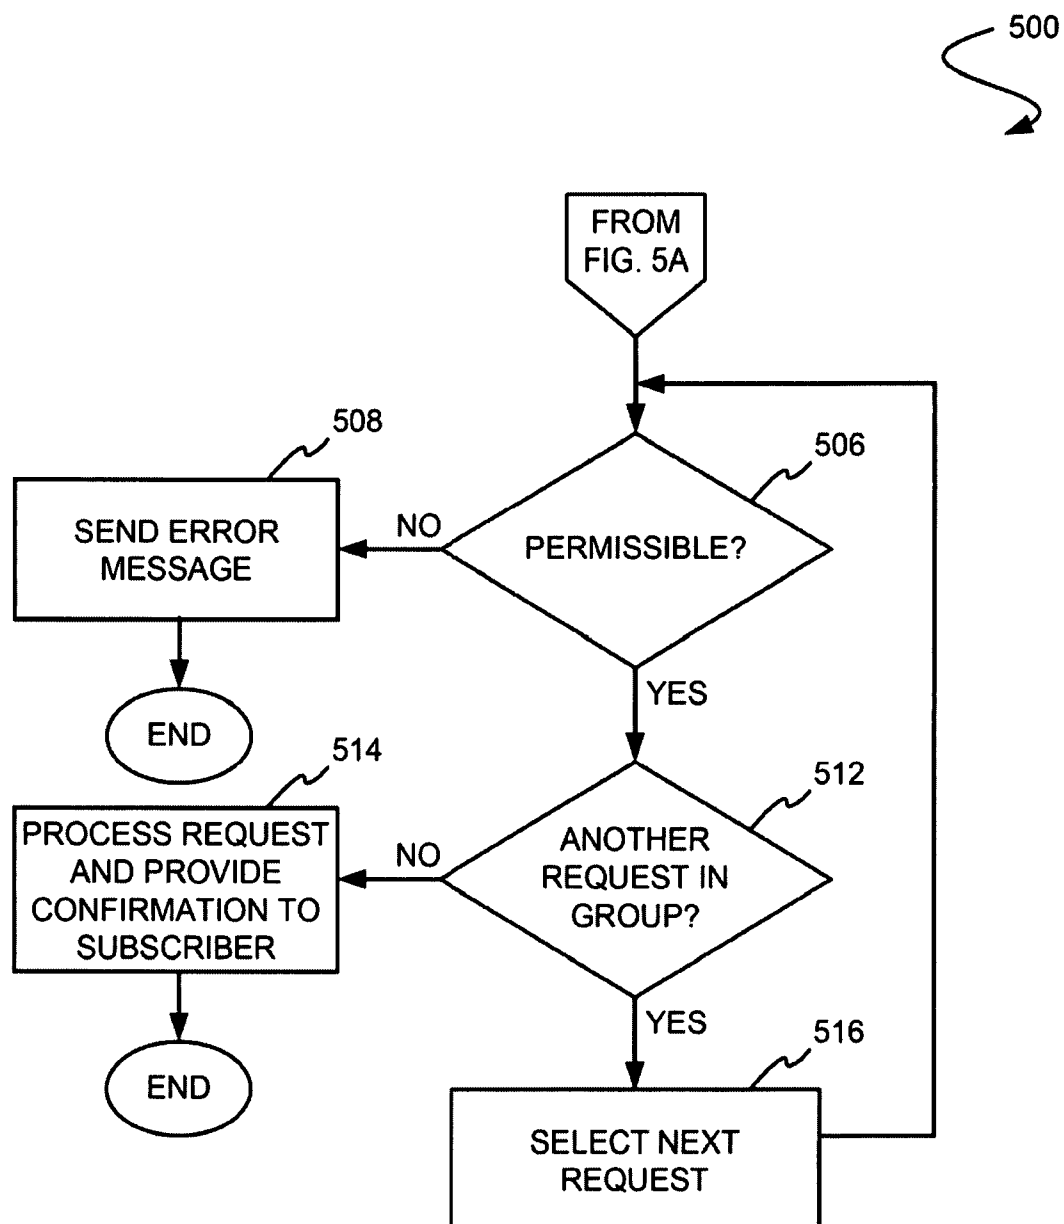 500
FROM
FIG. 5A
508
506
SEND ERROR
MESSAGE
NO
PERMISSIBLE?
YES
END
514
512
PROCESS REQUEST
AND PROVIDE
CONFIRMATION TO
SUBSCRIBER
NO
ANOTHER
REQUEST IN
GROUP?
YES
END
516
SELECT NEXT
REQUEST